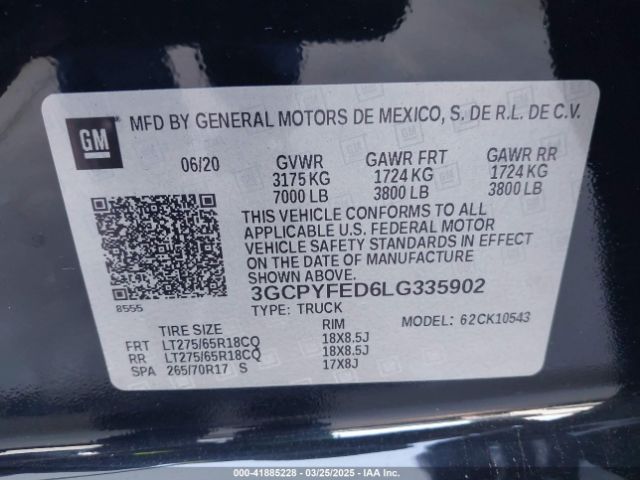 GM
MFD BY GENERAL MOTORS DE MEXICO, S. DE R.L. DE C.V.
06/20 GVWR GAWR FRT GAWR RR
3175 KG 1724 KG 1724 KG
7000 LB 3800 LB 3800 LB
THIS VEHICLE CONFORMS TO ALL
APPLICABLE U.S. FEDERAL MOTOR
VEHICLE SAFETY STANDARDS IN EFFECT
ON THE DATE OF MANUFACTURE
SHOWN ABOVE.
3GCPYFED6LG335902
8555
TYPE: TRUCK MODEL: 62CK10543
TIRE SIZE RIM
FRT LT275/65R18CQ 18X8.5J
RR LT275/65R18CQ 18X8.5J
SPA 265/70R17 S 17X8J
000-41885228 - 03/25/2025 - IAA Inc.